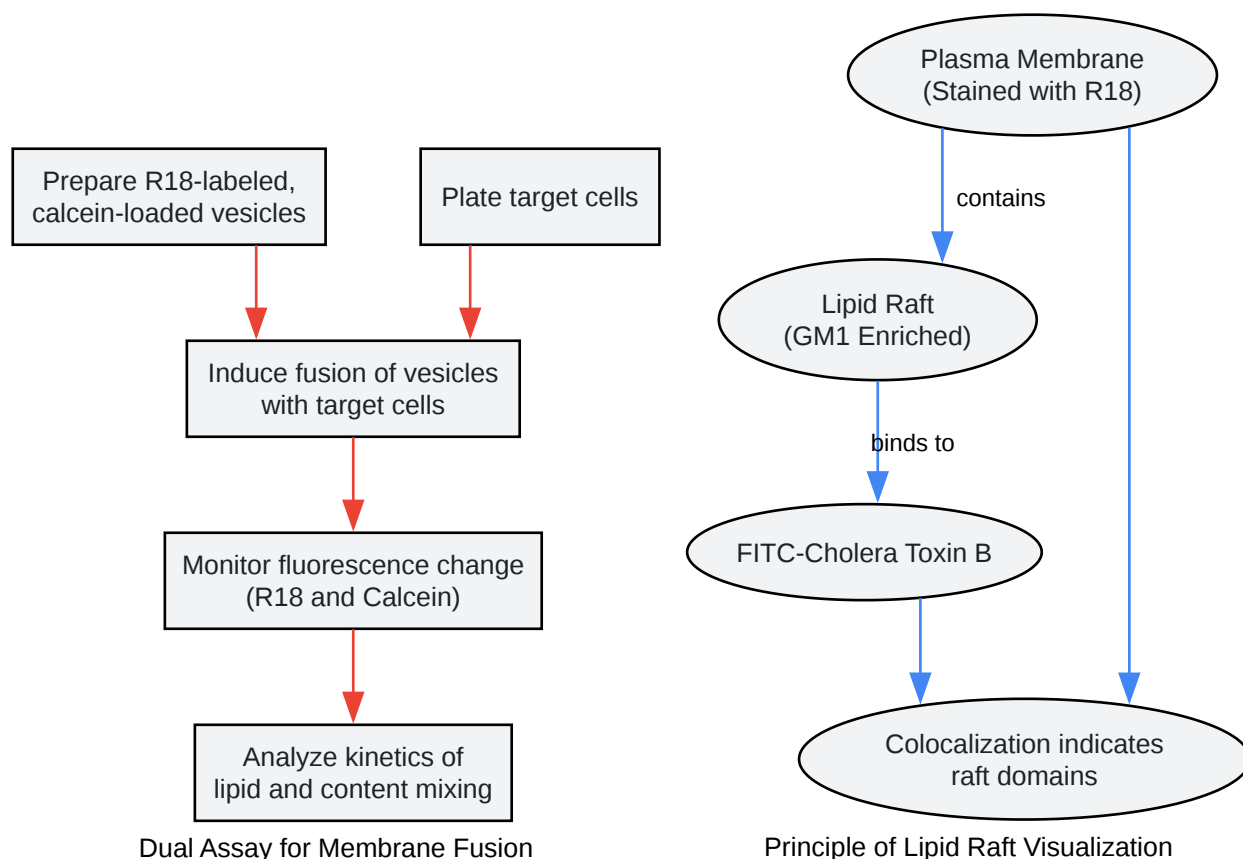 Prepare R18-labeled,
calcein-loaded vesicles
Plate target cells
Induce fusion of vesicles
with target cells
Monitor fluorescence change
(R18 and Calcein)
Analyze kinetics of
lipid and content mixing
Dual Assay for Membrane Fusion
Plasma Membrane
(Stained with R18)
contains
Lipid Raft
(GM1 Enriched)
binds to
FITC-Cholera Toxin B
Colocalization indicates
raft domains
Principle of Lipid Raft Visualization